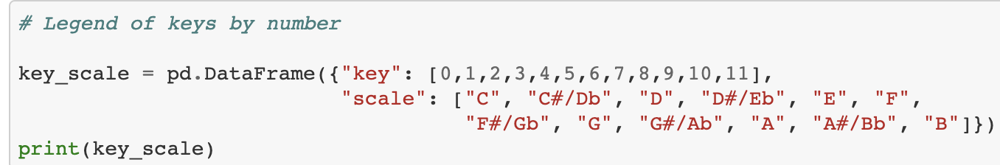 # Legend of keys by number
key_scale = pd.DataFrame({"key": [0,1,2,3,4,5,6,7,8,9,10,11],
"scale": ["C", "C#/Db", "D", "D#/Eb", "E", "F",
"F#/Gb", "G", "G#/Ab", "A", "A#/Bb", "B"]})
print(key_scale)